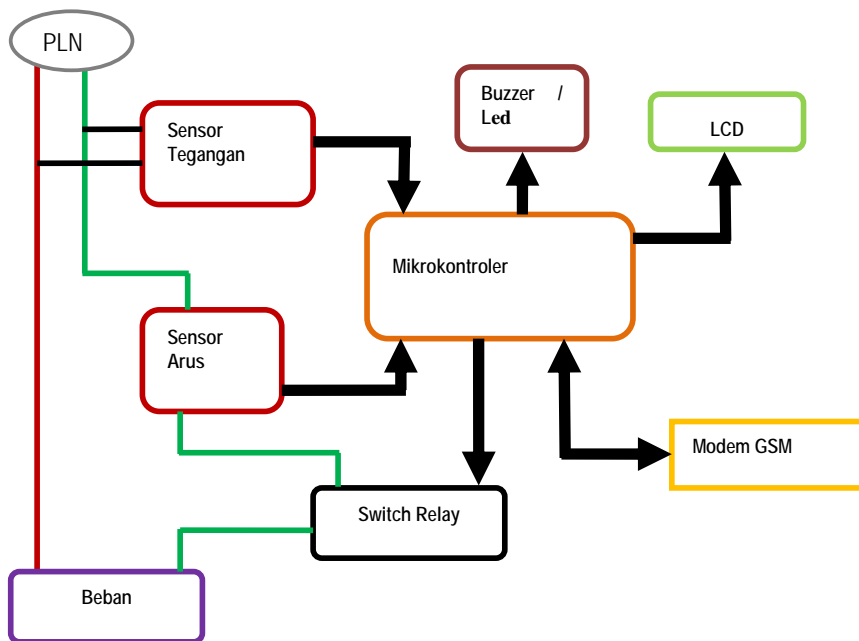 PLN
Sensor
Tegangan
Buzzer /
Led
LCD
Mikrokontroler
Sensor
Arus
Modem GSM
Switch Relay
Beban